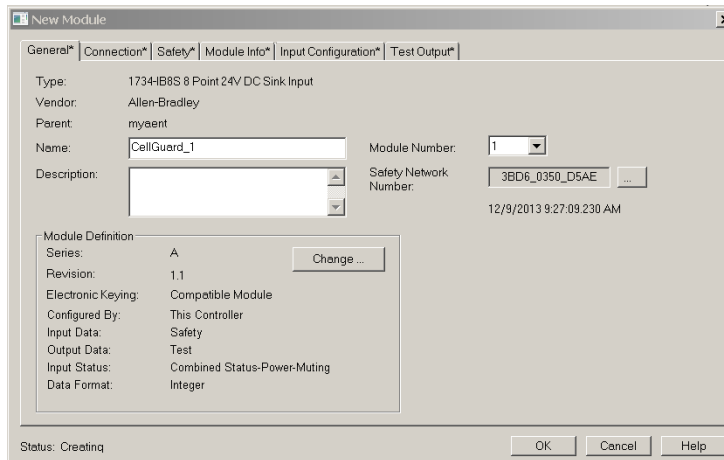 New Module
General* Connection* Safety* Module Info* Input Configuration* Test Output*
Type: 1734-IB8S 8 Point 24V DC Sink Input
Vendor: Allen-Bradley
Parent: myaent
Name: CellGuard_1 Module Number: 1
Description: Safety Network Number: 3BD6_0350_D5AE ...
12/9/2013 9:27:09.230 AM
Module Definition
Series: A Change ...
Revision: 1.1
Electronic Keying: Compatible Module
Configured By: This Controller
Input Data: Safety
Output Data: Test
Input Status: Combined Status-Power-Muting
Data Format: Integer
Status: Creating OK Cancel Help